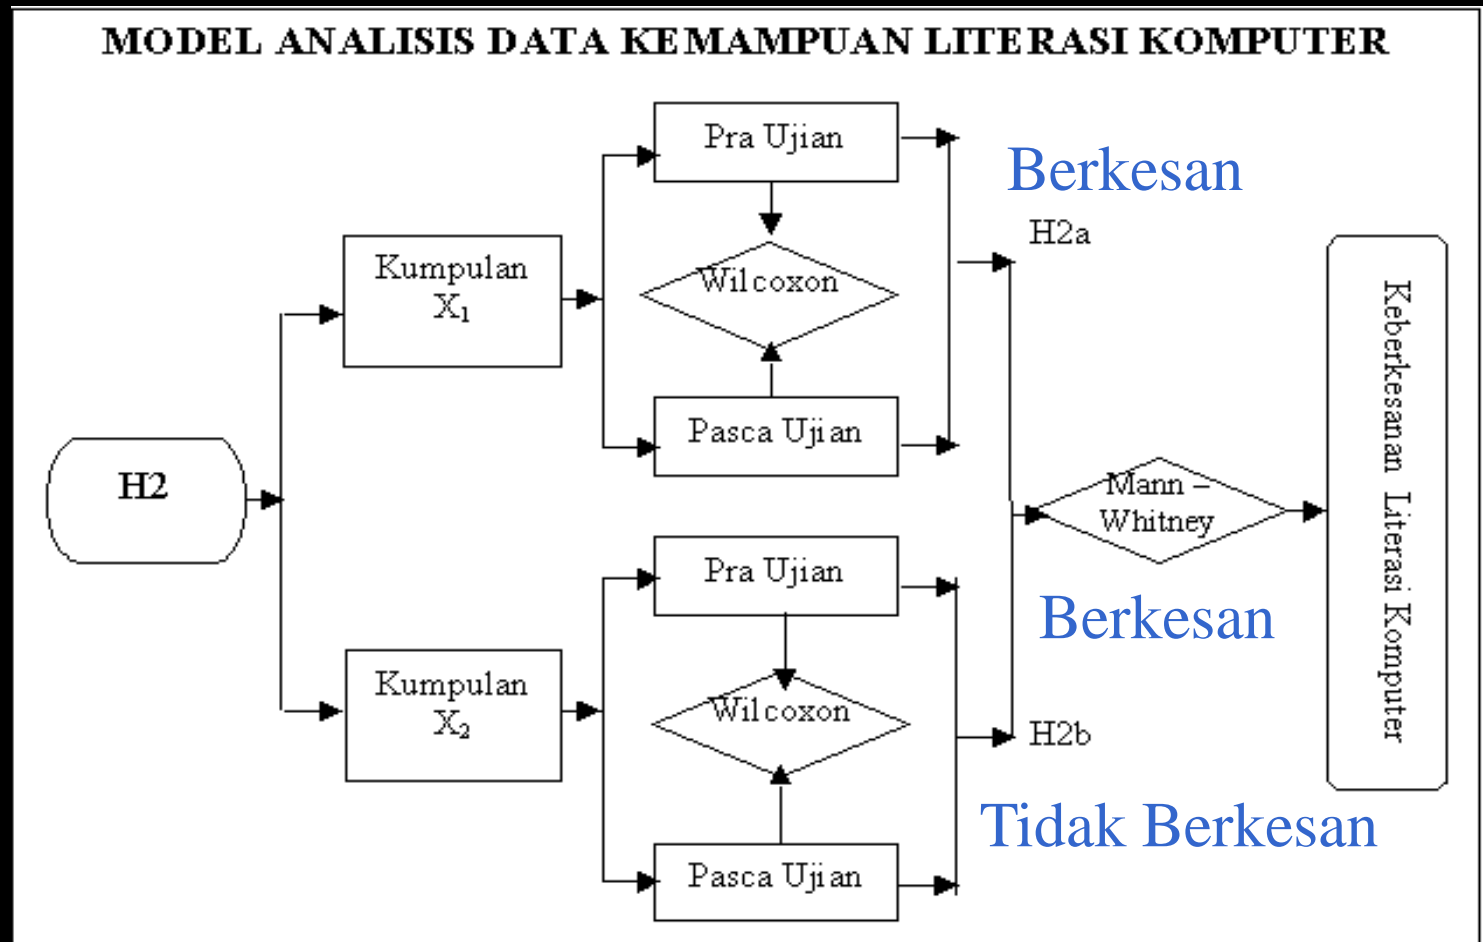 MODEL ANALISIS DATA KEMAMPUAN LITERASI KOMPUTER
Pra Ujian
Berkesan
H2a
Kumpulan
X₁
Wilcoxon
Pasca Ujian
H2
Mann –
Whitney
Keberkesanan Literasi Komputer
Pra Ujian
Berkesan
Kumpulan
X₂
Wilcoxon
H2b
Tidak Berkesan
Pasca Ujian